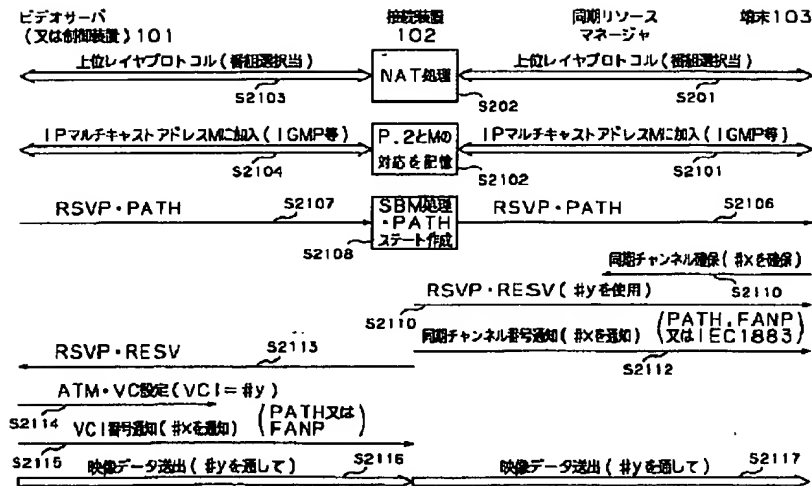 ビデオサーバ
(又は制御装置)101
接続装置
102
同期リソース
マネージャ
端末103
上位レイヤプロトコル(番組選択当)
S2103
NAT処理
S202
上位レイヤプロトコル(番組選択当)
S201
IPマルチキャストアドレスMに加入(IGMP等)
S2104
P.2とMの
対応を記憶
S2102
IPマルチキャストアドレスMに加入(IGMP等)
S2101
RSVP・PATH
S2107
SBM処理
・PATH
ステート作成
S2108
RSVP・PATH
S2106
同期チャンネル確保(#xを確保)
S2110
RSVP・RESV(#yを使用)
S2110
同期チャンネル番号通知(#xを通知)
(PATH,FANP
又はIEC1883)
S2112
RSVP・RESV
S2113
ATM・VC設定(VCI=#y)
S2114
VCI番号通知(#xを通知)
(PATH又は
FANP)
S2115
映像データ送出(#yを通して)
S2116
映像データ送出(#yを通して)
S2117